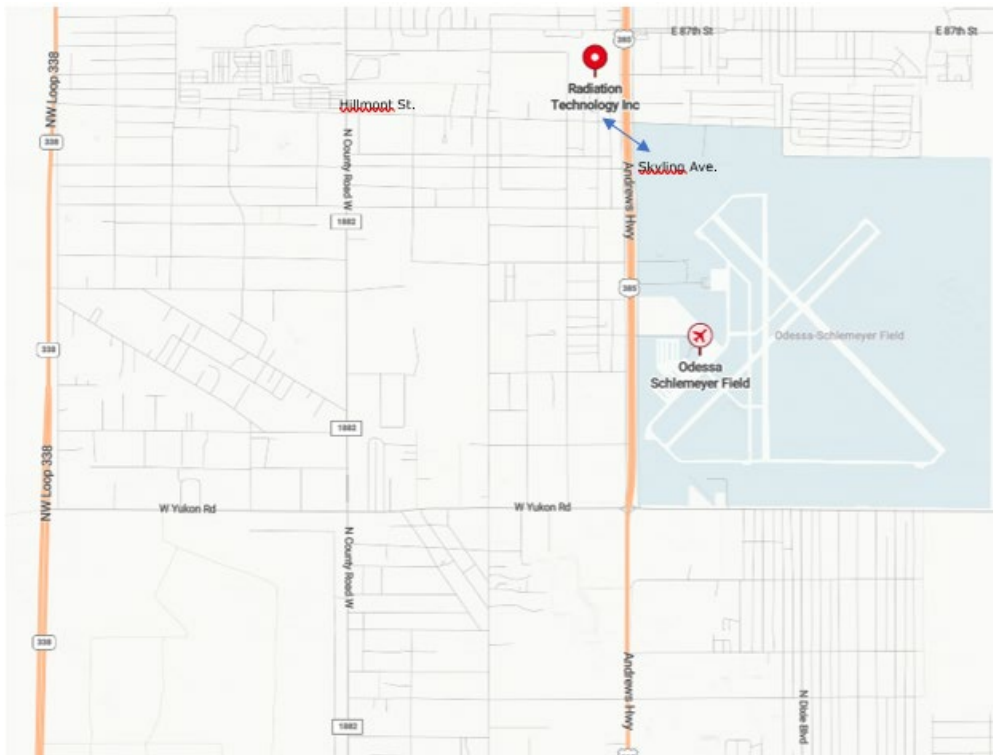 E 87th St
E 87th St
385
NW Loop 338
Radiation
Technology Inc
Hillmont St.
338
N County Road W
Skyling Ave.
Andrews Hwy
1882
385
Odessa-Schlemeyer Field
338
Odessa
Schlemeyer Field
1882
NW Loop 338
W Yukon Rd
W Yukon Rd
N County Road W
338
Andrews Hwy
N Dixie Blvd
1882